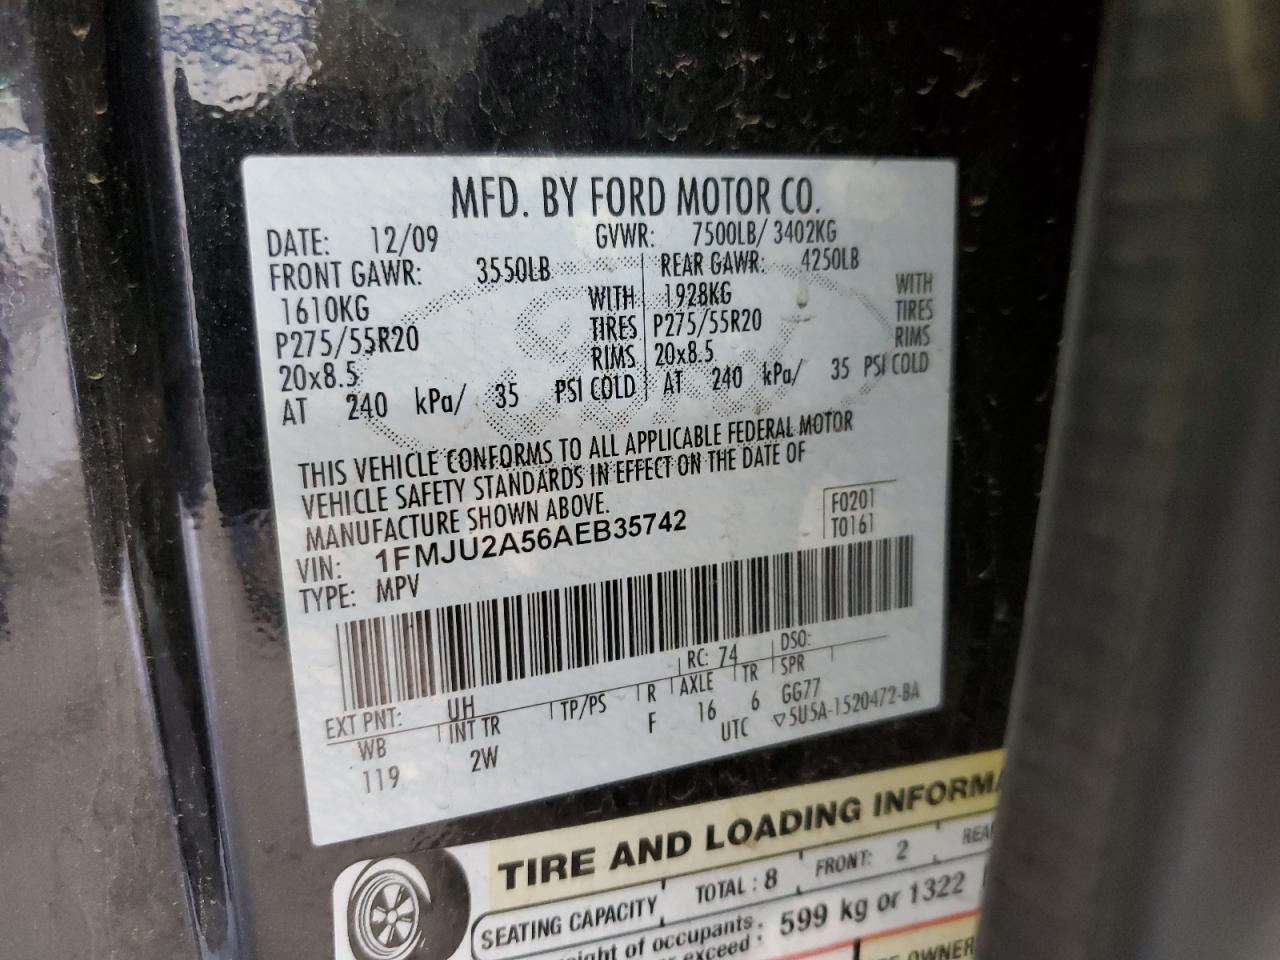 MFD. BY FORD MOTOR CO.
DATE: 12/09 GVWR: 7500LB/ 3402KG
FRONT GAWR: 3550LB REAR GAWR: 4250LB
1610KG WITH 1928KG WITH
P275/55R20 TIRES P275/55R20 TIRES
20x8.5 RIMS 20x8.5 RIMS
AT 240 kPa/ 35 PSI COLD AT 240 kPa/ 35 PSI COLD
THIS VEHICLE CONFORMS TO ALL APPLICABLE FEDERAL MOTOR
VEHICLE SAFETY STANDARDS IN EFFECT ON THE DATE OF
MANUFACTURE SHOWN ABOVE.
F0201
VIN: 1FMJU2A56AEB35742 T0161
TYPE: MPV
EXT PNT: UH RC: 74 DSO:
WB INT TR TP/PS R AXLE TR SPR
119 2W F 16 6 GG77
UTC ▽5U5A-1520472-BA
TIRE AND LOADING
SEATING CAPACITY TOTAL : 8 FRONT: 2
of occupants
exceed : 599 kg or 1322
OWNER